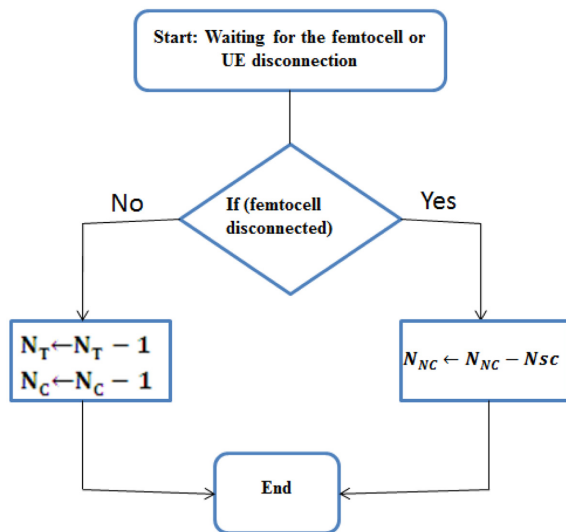 Start: Waiting for the femtocell or
UE disconnection
If (femtocell
disconnected)
No
Yes
N_T←N_T − 1
N_C←N_C − 1
N_NC ← N_NC − Nsc
End